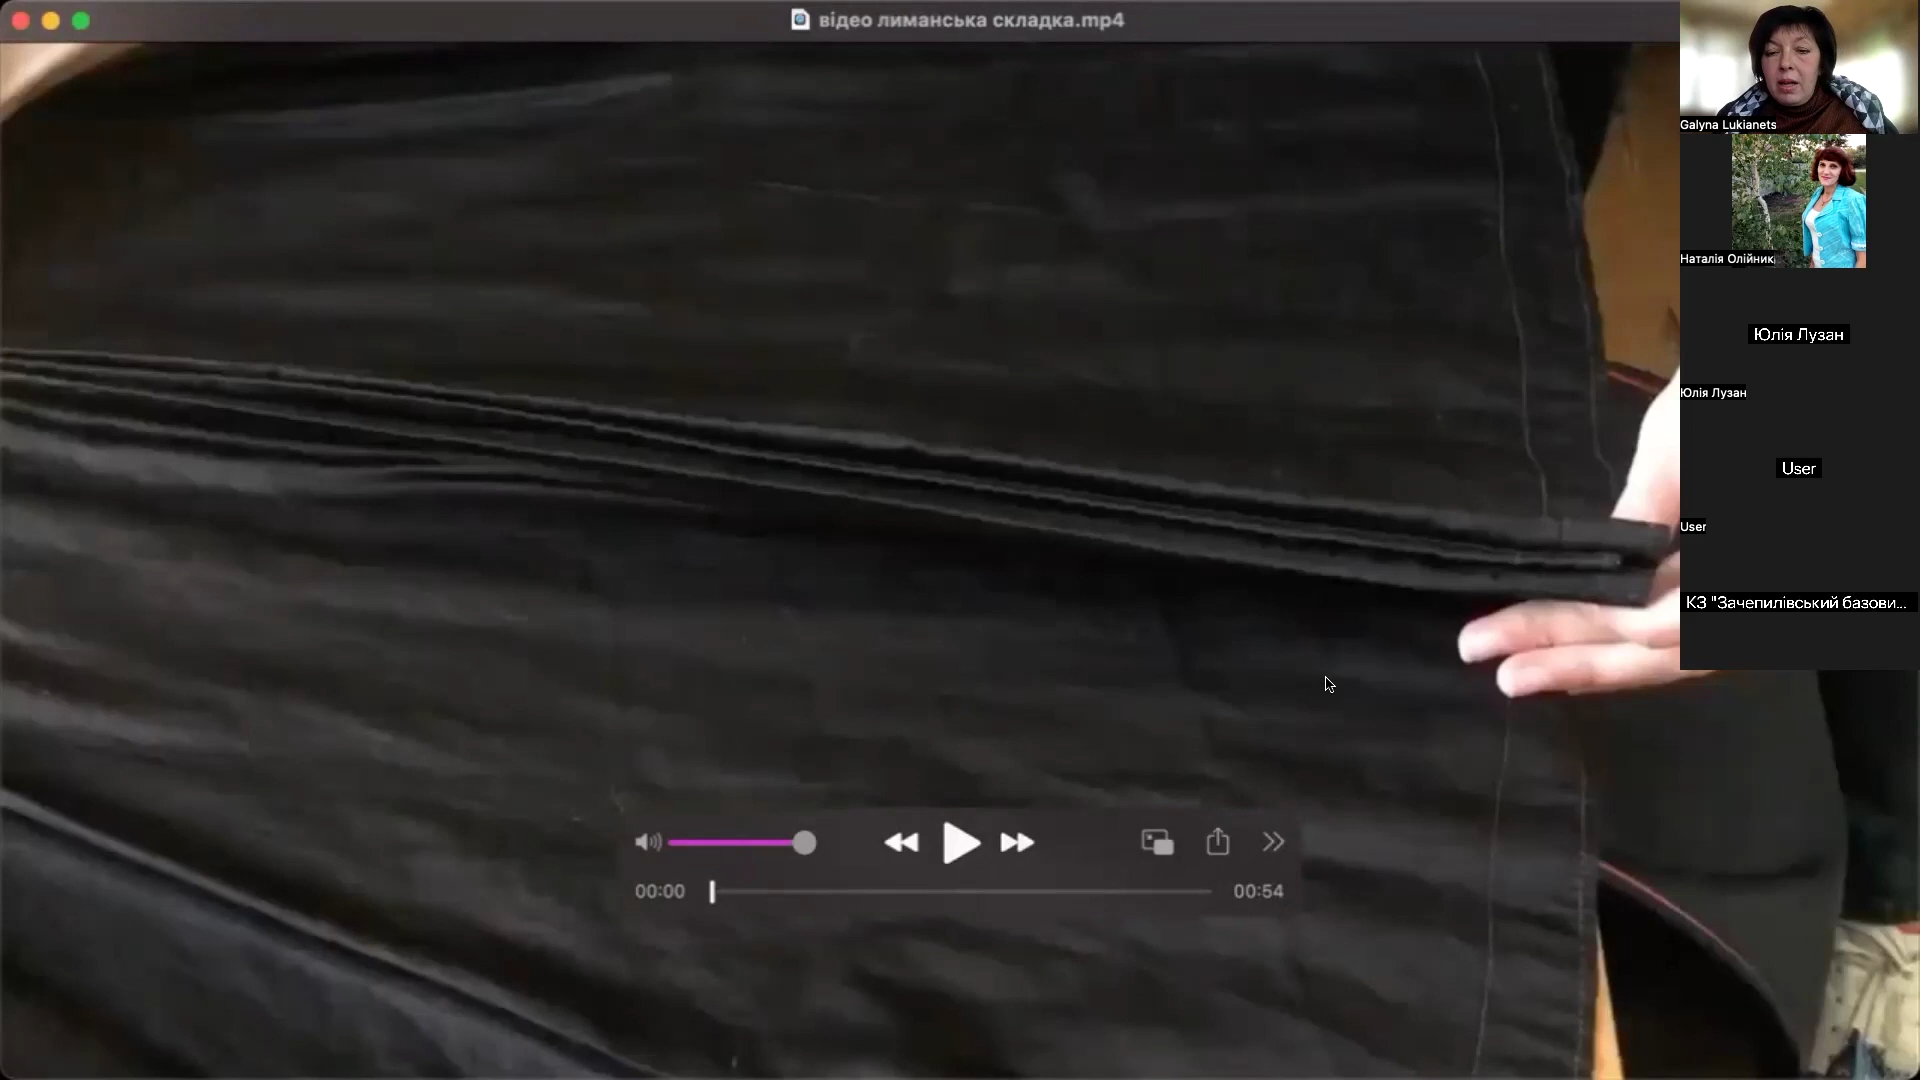 відео лиманська складка.mp4
Galyna Lukianets
Наталія Олійник
Юлія Лузан
Юлія Лузан
User
User
КЗ "Зачепилівський базови...
00:00
00:54